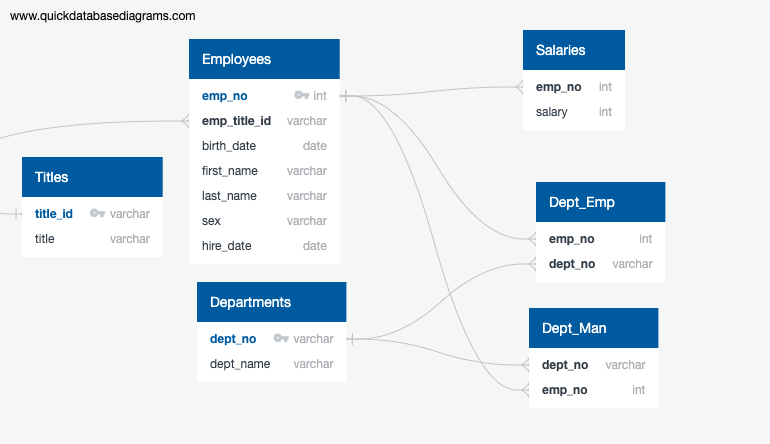 www.quickdatabasediagrams.com
Employees
emp_no int
emp_title_id varchar
birth_date date
first_name varchar
last_name varchar
sex varchar
hire_date date
Salaries
emp_no int
salary int
Titles
title_id varchar
title varchar
Dept_Emp
emp_no int
dept_no varchar
Departments
dept_no varchar
dept_name varchar
Dept_Man
dept_no varchar
emp_no int